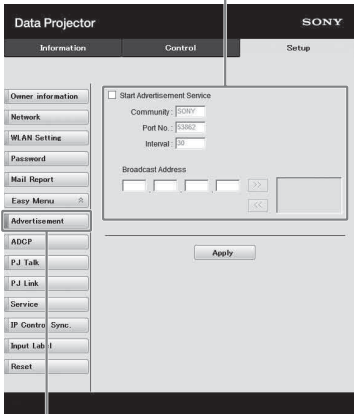 Data Projector
SONY
Information
Control
Setup
Owner information
Network
WLAN Setting
Password
Mail Report
Easy Menu
Advertisement
ADCP
PJ Talk
PJ Link
Service
IP Control Sync.
Input Label
Reset
Start Advertisement Service
Community: SONY
Port No.: 53862
Interval: 30
Broadcast Address
>>
<<
Apply